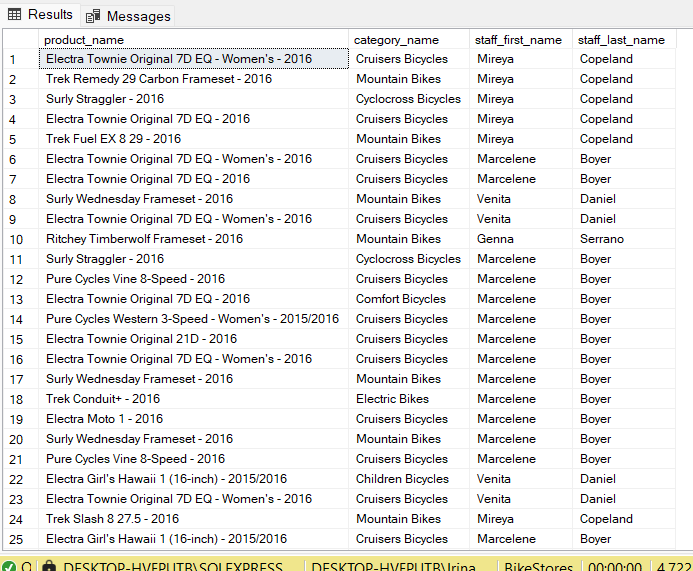 Results Messages
product_name category_name staff_first_name staff_last_name
1 Electra Townie Original 7D EQ - Women's - 2016 Cruisers Bicycles Mireya Copeland
2 Trek Remedy 29 Carbon Frameset - 2016 Mountain Bikes Mireya Copeland
3 Surly Straggler - 2016 Cyclocross Bicycles Mireya Copeland
4 Electra Townie Original 7D EQ - 2016 Cruisers Bicycles Mireya Copeland
5 Trek Fuel EX 8 29 - 2016 Mountain Bikes Mireya Copeland
6 Electra Townie Original 7D EQ - Women's - 2016 Cruisers Bicycles Marcelene Boyer
7 Electra Townie Original 7D EQ - 2016 Cruisers Bicycles Marcelene Boyer
8 Surly Wednesday Frameset - 2016 Mountain Bikes Venita Daniel
9 Electra Townie Original 7D EQ - Women's - 2016 Cruisers Bicycles Venita Daniel
10 Ritchey Timberwolf Frameset - 2016 Mountain Bikes Genna Serrano
11 Surly Straggler - 2016 Cyclocross Bicycles Marcelene Boyer
12 Pure Cycles Vine 8-Speed - 2016 Cruisers Bicycles Marcelene Boyer
13 Electra Townie Original 7D EQ - 2016 Comfort Bicycles Marcelene Boyer
14 Pure Cycles Western 3-Speed - Women's - 2015/2016 Cruisers Bicycles Marcelene Boyer
15 Electra Townie Original 21D - 2016 Cruisers Bicycles Marcelene Boyer
16 Electra Townie Original 7D EQ - Women's - 2016 Cruisers Bicycles Marcelene Boyer
17 Surly Wednesday Frameset - 2016 Mountain Bikes Marcelene Boyer
18 Trek Conduit+ - 2016 Electric Bikes Marcelene Boyer
19 Electra Moto 1 - 2016 Cruisers Bicycles Marcelene Boyer
20 Surly Wednesday Frameset - 2016 Mountain Bikes Marcelene Boyer
21 Pure Cycles Vine 8-Speed - 2016 Cruisers Bicycles Marcelene Boyer
22 Electra Girl's Hawaii 1 (16-inch) - 2015/2016 Children Bicycles Venita Daniel
23 Electra Townie Original 7D EQ - Women's - 2016 Cruisers Bicycles Venita Daniel
24 Trek Slash 8 27.5 - 2016 Mountain Bikes Mireya Copeland
25 Electra Girl's Hawaii 1 (16-inch) - 2015/2016 Cruisers Bicycles Marcelene Boyer
BikeStores 00:00:00 4,722